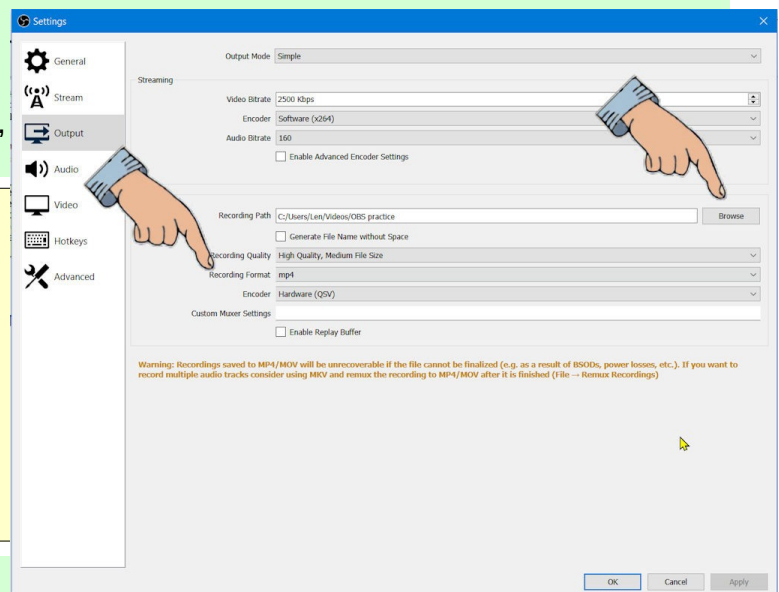 Settings
General
Stream
Output
Audio
Video
Hotkeys
Advanced
Output Mode Simple
Streaming
Video Bitrate 2500 Kbps
Encoder Software (x264)
Audio Bitrate 160
Enable Advanced Encoder Settings
Recording Path C:/Users/Len/Videos/OBS practice Browse
Generate File Name without Space
Recording Quality High Quality, Medium File Size
Recording Format mp4
Encoder Hardware (QSV)
Custom Muxer Settings
Enable Replay Buffer
Warning: Recordings saved to MP4/MOV will be unrecoverable if the file cannot be finalized (e.g. as a result of BSODs, power losses, etc.). If you want to
record multiple audio tracks consider using MKV and remux the recording to MP4/MOV after it is finished (File → Remux Recordings)
OK Cancel Apply